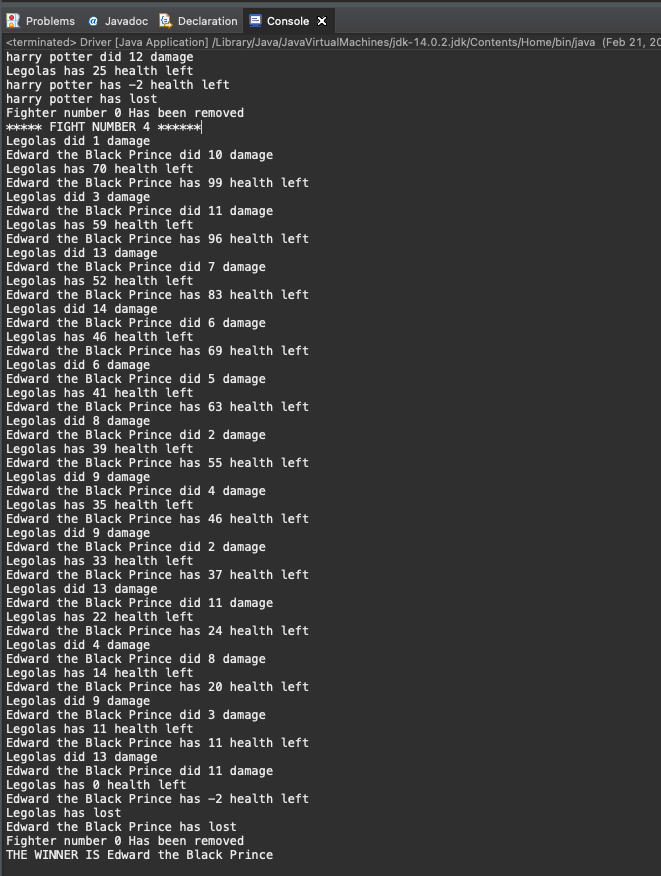 Problems @ Javadoc Declaration Console
<terminated> Driver [Java Application] /Library/Java/JavaVirtualMachines/jdk-14.0.2.jdk/Contents/Home/bin/java (Feb 21, 20
harry potter did 12 damage
Legolas has 25 health left
harry potter has -2 health left
harry potter has lost
Fighter number 0 Has been removed
***** FIGHT NUMBER 4 ******
Legolas did 1 damage
Edward the Black Prince did 10 damage
Legolas has 70 health left
Edward the Black Prince has 99 health left
Legolas did 3 damage
Edward the Black Prince did 11 damage
Legolas has 59 health left
Edward the Black Prince has 96 health left
Legolas did 13 damage
Edward the Black Prince did 7 damage
Legolas has 52 health left
Edward the Black Prince has 83 health left
Legolas did 14 damage
Edward the Black Prince did 6 damage
Legolas has 46 health left
Edward the Black Prince has 69 health left
Legolas did 6 damage
Edward the Black Prince did 5 damage
Legolas has 41 health left
Edward the Black Prince has 63 health left
Legolas did 8 damage
Edward the Black Prince did 2 damage
Legolas has 39 health left
Edward the Black Prince has 55 health left
Legolas did 9 damage
Edward the Black Prince did 4 damage
Legolas has 35 health left
Edward the Black Prince has 46 health left
Legolas did 9 damage
Edward the Black Prince did 2 damage
Legolas has 33 health left
Edward the Black Prince has 37 health left
Legolas did 13 damage
Edward the Black Prince did 11 damage
Legolas has 22 health left
Edward the Black Prince has 24 health left
Legolas did 4 damage
Edward the Black Prince did 8 damage
Legolas has 14 health left
Edward the Black Prince has 20 health left
Legolas did 9 damage
Edward the Black Prince did 3 damage
Legolas has 11 health left
Edward the Black Prince has 11 health left
Legolas did 13 damage
Edward the Black Prince did 11 damage
Legolas has 0 health left
Edward the Black Prince has -2 health left
Legolas has lost
Edward the Black Prince has lost
Fighter number 0 Has been removed
THE WINNER IS Edward the Black Prince